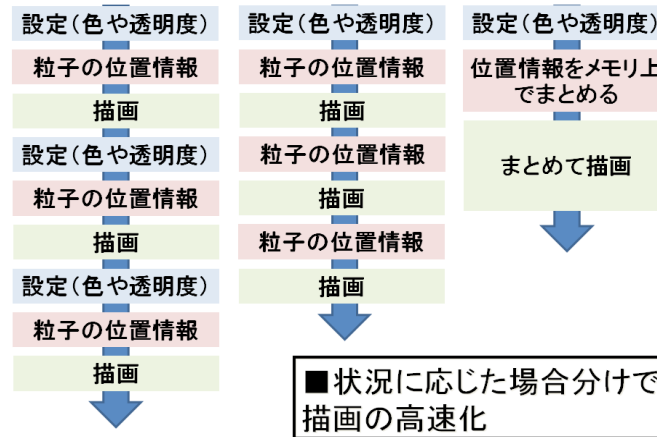 設定(色や透明度)
粒子の位置情報
描画
設定(色や透明度)
粒子の位置情報
描画
設定(色や透明度)
粒子の位置情報
描画
設定(色や透明度)
粒子の位置情報
描画
粒子の位置情報
描画
粒子の位置情報
描画
設定(色や透明度)
位置情報をメモリ上
でまとめる
まとめて描画
■状況に応じた場合分けで
描画の高速化